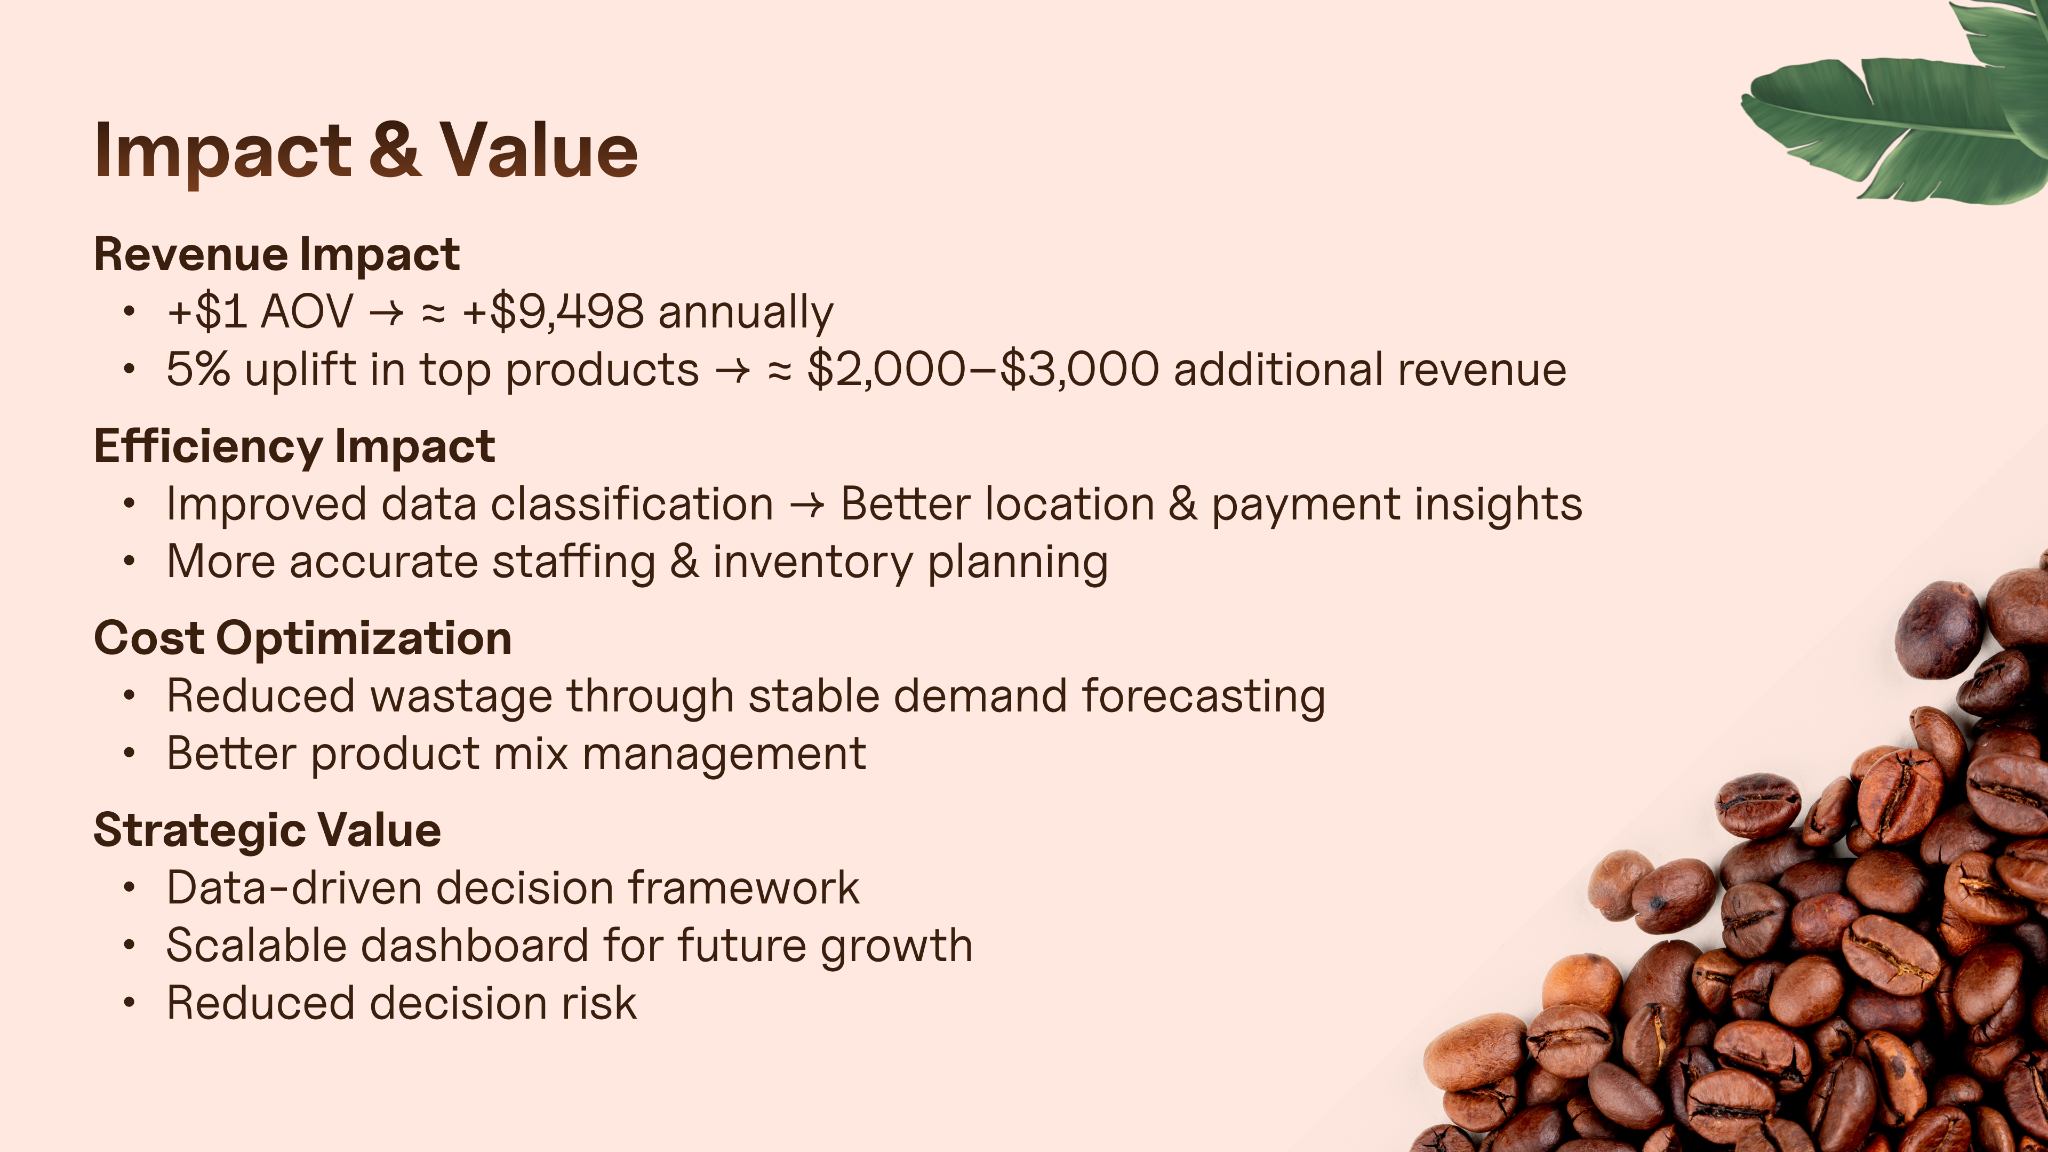 Impact & Value
Revenue Impact
• +$1 AOV → ≈ +$9,498 annually
• 5% uplift in top products → ≈ $2,000–$3,000 additional revenue
Efficiency Impact
• Improved data classification → Better location & payment insights
• More accurate staffing & inventory planning
Cost Optimization
• Reduced wastage through stable demand forecasting
• Better product mix management
Strategic Value
• Data-driven decision framework
• Scalable dashboard for future growth
• Reduced decision risk